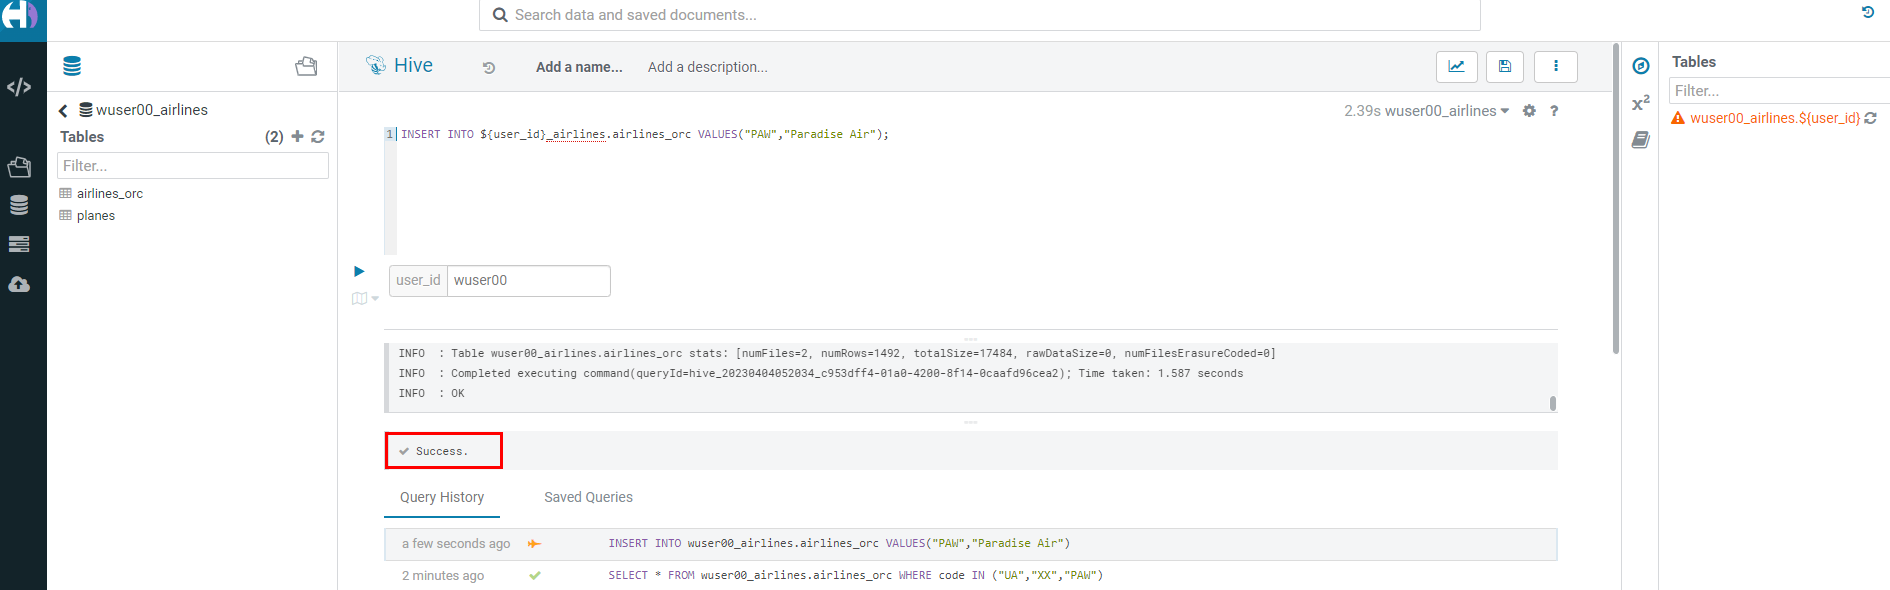 Search data and saved documents...
wuser00_airlines
Tables (2)
Filter...
airlines_orc
planes
Hive Add a name... Add a description...
2.39s wuser00_airlines ?
1 INSERT INTO ${user_id}_airlines.airlines_orc VALUES("PAW","Paradise Air");
user_id wuser00
INFO : Table wuser00_airlines.airlines_orc stats: [numFiles=2, numRows=1492, totalSize=17484, rawDataSize=0, numFilesErasureCoded=0]
INFO : Completed executing command(queryId=hive_20230404052034_c953dff4-01a0-4200-8f14-0caafd96cea2); Time taken: 1.587 seconds
INFO : OK
Success.
Query History Saved Queries
a few seconds ago INSERT INTO wuser00_airlines.airlines_orc VALUES("PAW","Paradise Air")
2 minutes ago SELECT * FROM wuser00_airlines.airlines_orc WHERE code IN ("UA","XX","PAW")
x²
Tables
Filter...
wuser00_airlines.${user_id}